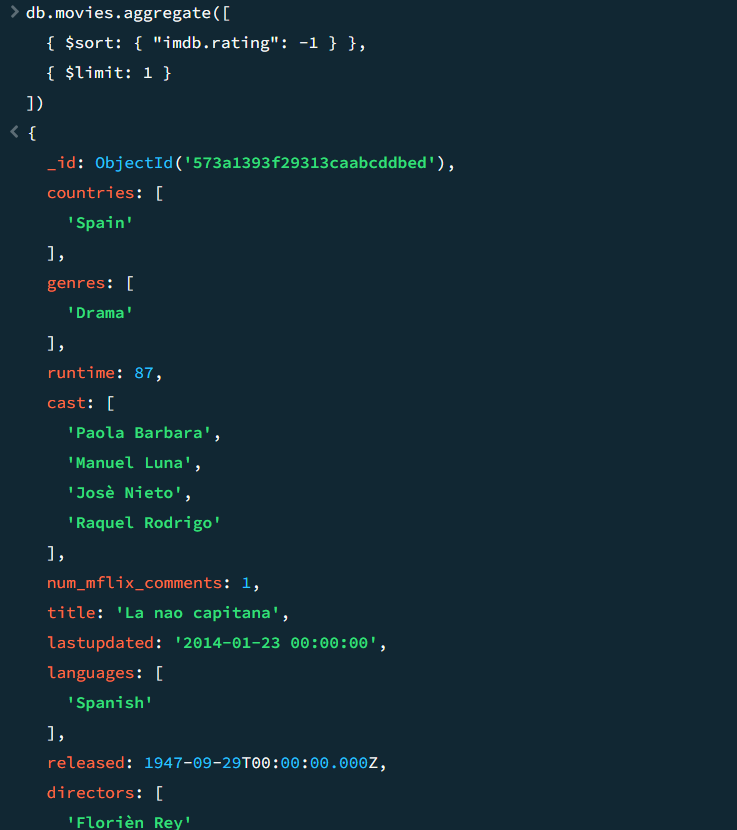 > db.movies.aggregate([
{ $sort: { "imdb.rating": -1 } },
{ $limit: 1 }
])
< {
_id: ObjectId('573a1393f29313caabcddbed'),
countries: [
'Spain'
],
genres: [
'Drama'
],
runtime: 87,
cast: [
'Paola Barbara',
'Manuel Luna',
'Josè Nieto',
'Raquel Rodrigo'
],
num_mflix_comments: 1,
title: 'La nao capitana',
lastupdated: '2014-01-23 00:00:00',
languages: [
'Spanish'
],
released: 1947-09-29T00:00:00.000Z,
directors: [
'Florièn Rey'